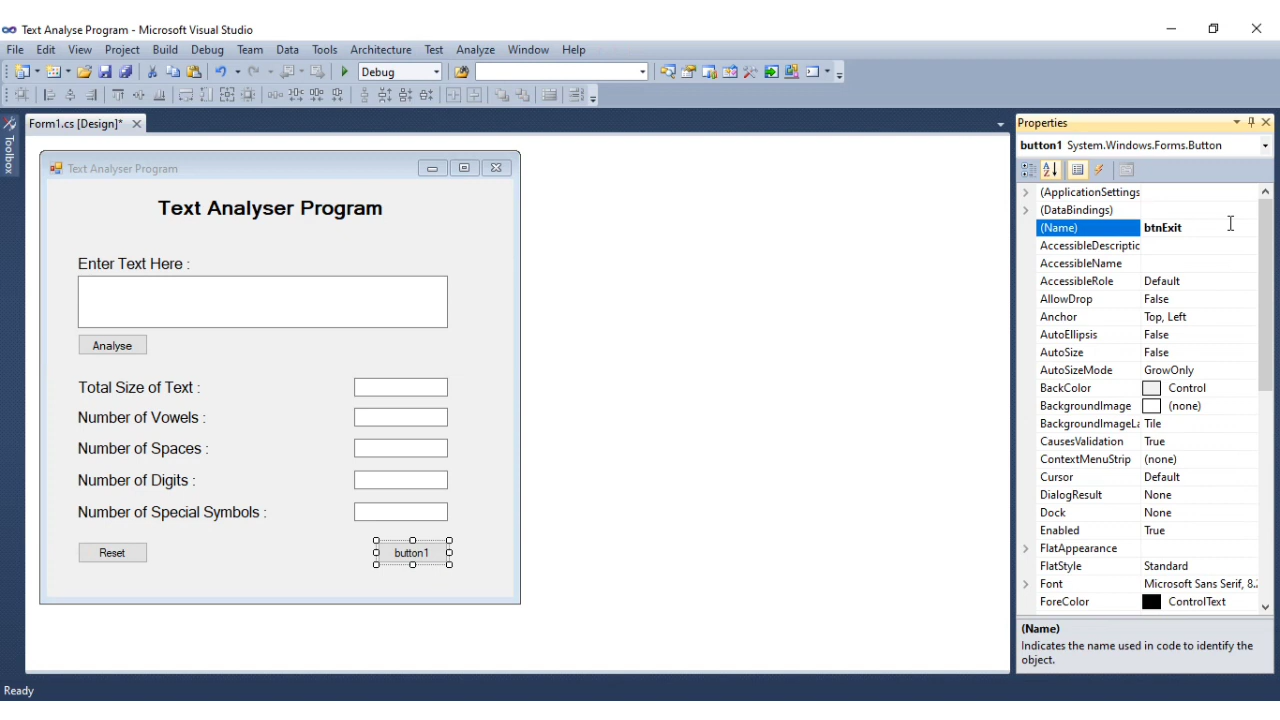 Text Analyse Program - Microsoft Visual Studio
File Edit View Project Build Debug Team Data Tools Architecture Test Analyze Window Help
Debug
Toolbox
Form1.cs [Design]*
Text Analyser Program
Text Analyser Program
Enter Text Here :
Analyse
Total Size of Text :
Number of Vowels :
Number of Spaces :
Number of Digits :
Number of Special Symbols :
Reset button1
Properties
button1 System.Windows.Forms.Button
(ApplicationSettings
(DataBindings)
(Name) btnExit
AccessibleDescriptic
AccessibleName
AccessibleRole Default
AllowDrop False
Anchor Top, Left
AutoEllipsis False
AutoSize False
AutoSizeMode GrowOnly
BackColor Control
BackgroundImage (none)
BackgroundImageLa Tile
CausesValidation True
ContextMenuStrip (none)
Cursor Default
DialogResult None
Dock None
Enabled True
FlatAppearance
FlatStyle Standard
Font Microsoft Sans Serif, 8.2
ForeColor ControlText
(Name)
Indicates the name used in code to identify the
object.
Ready